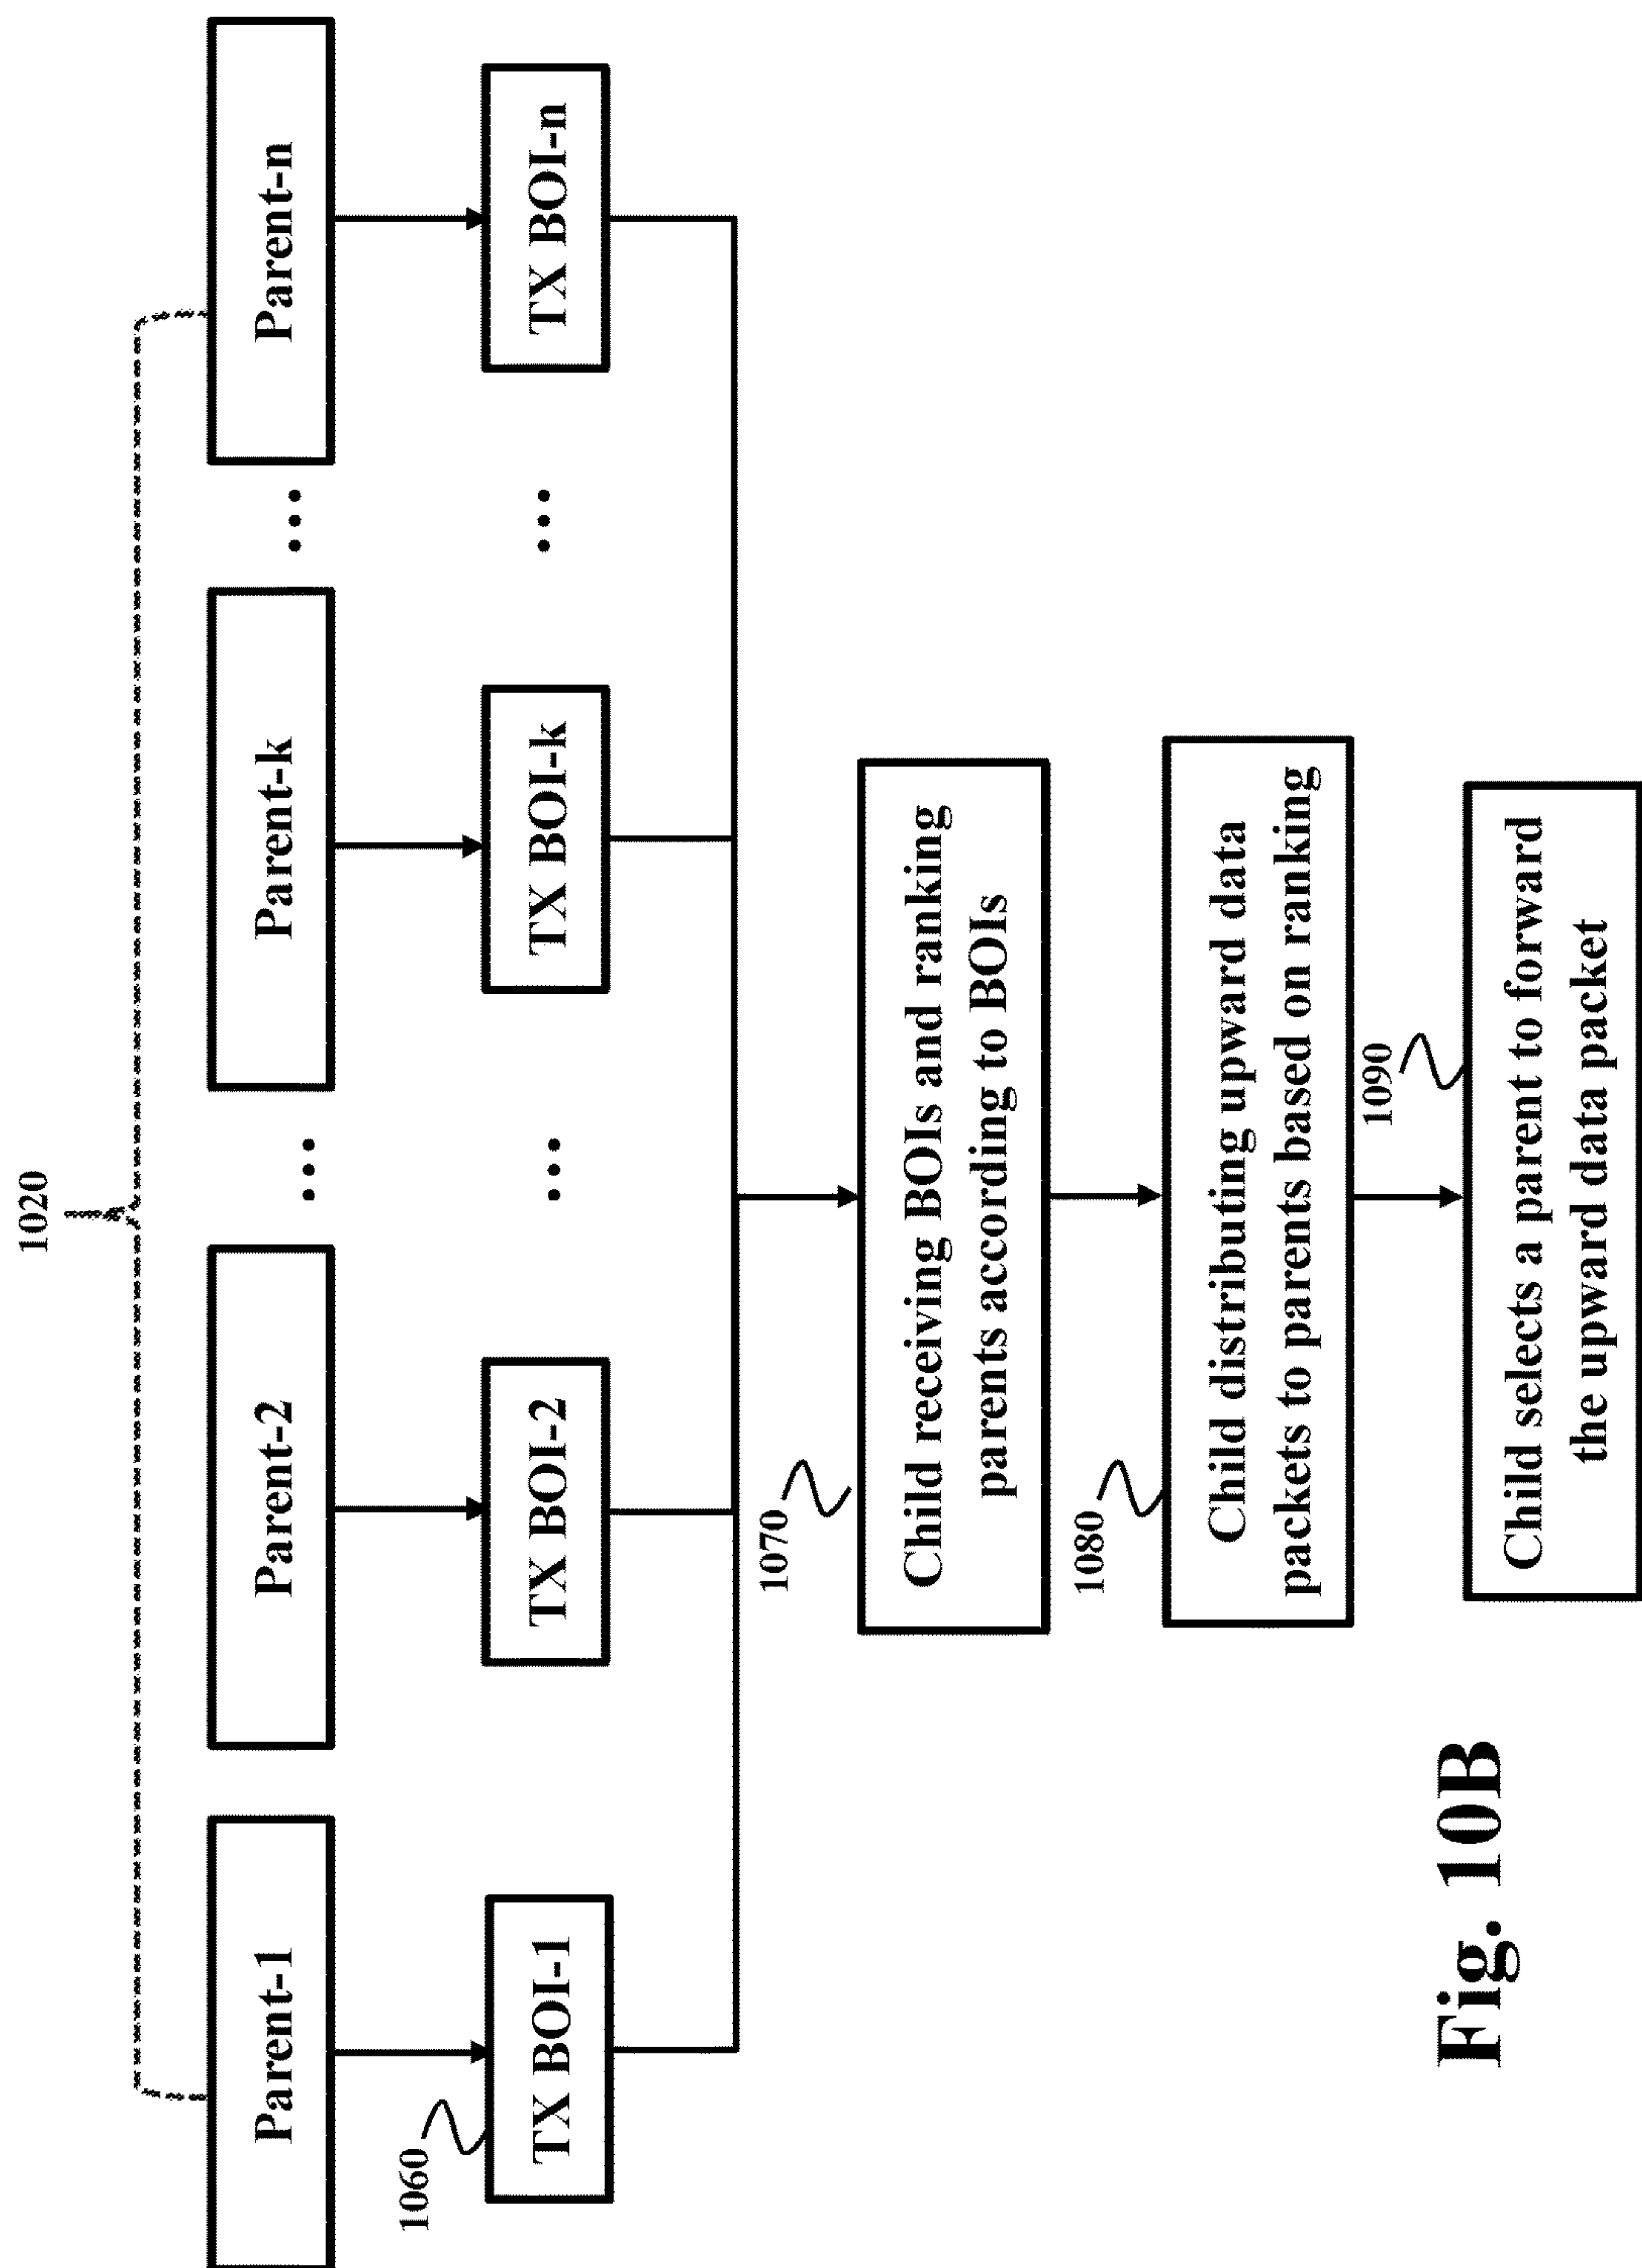 1020
Parent-1
Parent-2
...
Parent-k
...
Parent-n
1060
TX BOI-1
TX BOI-2
...
TX BOI-k
...
TX BOI-n
1070
Child receiving BOIs and ranking
parents according to BOIs
1080
Child distributing upward data
packets to parents based on ranking
1090
Child selects a parent to forward
the upward data packet
Fig. 10B